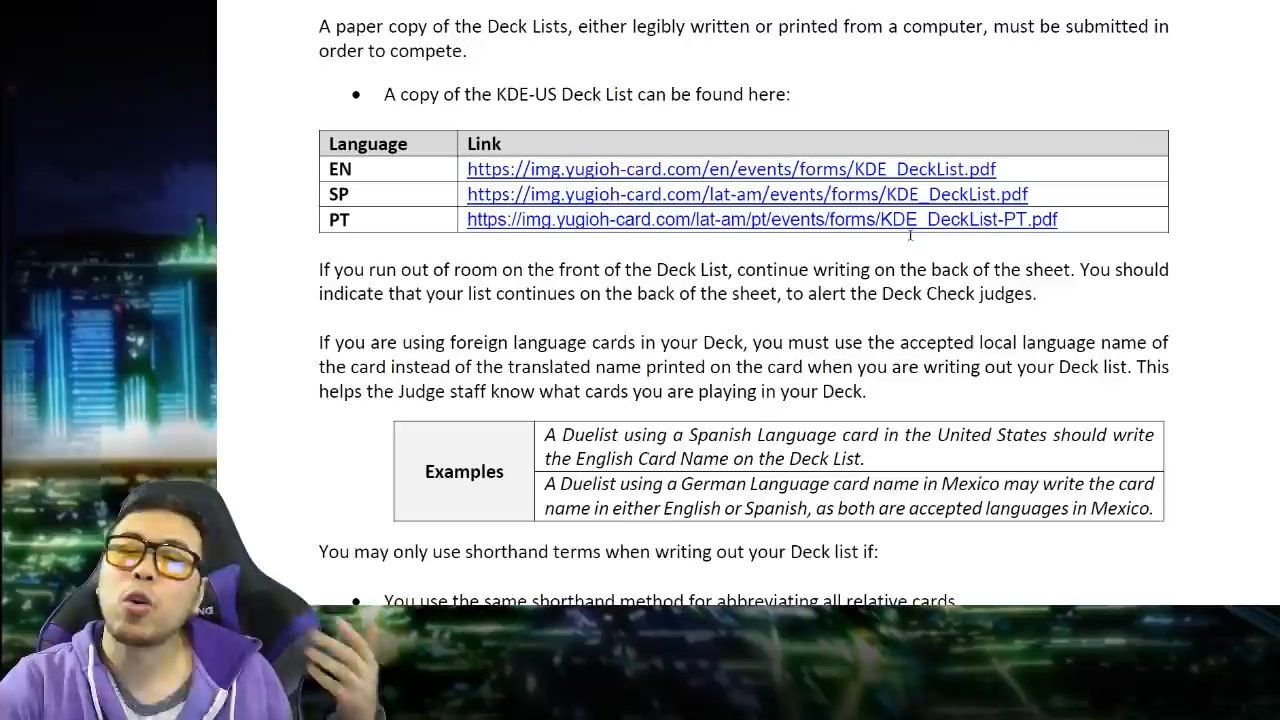 A paper copy of the Deck Lists, either legibly written or printed from a computer, must be submitted in
order to compete.
• A copy of the KDE-US Deck List can be found here:
Language Link
EN https://img.yugioh-card.com/en/events/forms/KDE_DeckList.pdf
SP https://img.yugioh-card.com/lat-am/events/forms/KDE_DeckList.pdf
PT https://img.yugioh-card.com/lat-am/pt/events/forms/KDE_DeckList-PT.pdf
If you run out of room on the front of the Deck List, continue writing on the back of the sheet. You should
indicate that your list continues on the back of the sheet, to alert the Deck Check judges.
If you are using foreign language cards in your Deck, you must use the accepted local language name of
the card instead of the translated name printed on the card when you are writing out your Deck list. This
helps the Judge staff know what cards you are playing in your Deck.
Examples
A Duelist using a Spanish Language card in the United States should write
the English Card Name on the Deck List.
A Duelist using a German Language card name in Mexico may write the card
name in either English or Spanish, as both are accepted languages in Mexico.
You may only use shorthand terms when writing out your Deck list if:
• You use the same shorthand method for abbreviating all relative cards